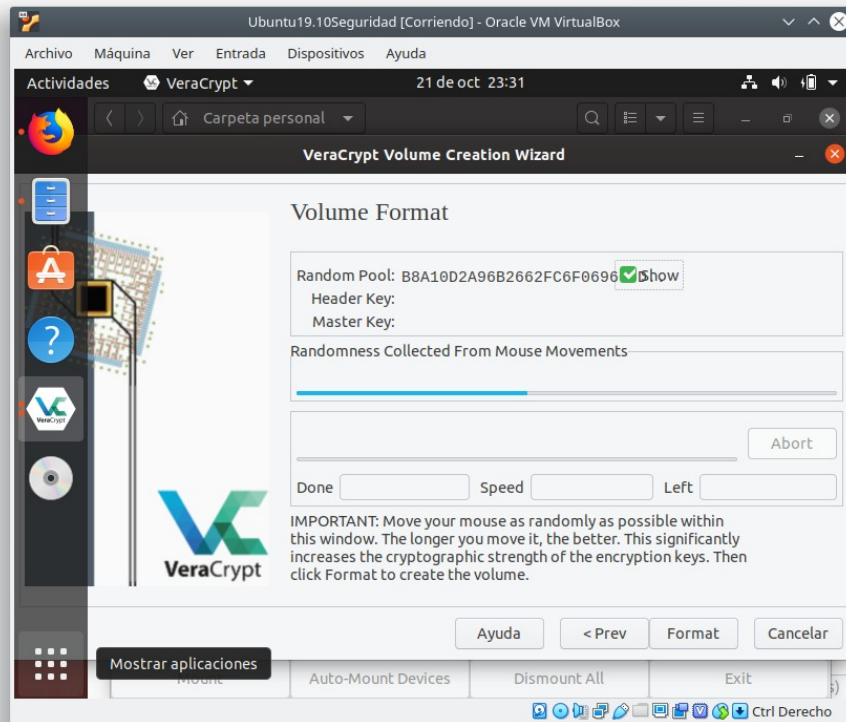 Ubuntu19.10Seguridad [Corriendo] - Oracle VM VirtualBox
Archivo Máquina Ver Entrada Dispositivos Ayuda
Actividades VeraCrypt 21 de oct 23:31
Carpeta personal
VeraCrypt Volume Creation Wizard
Volume Format
Random Pool: B8A10D2A96B2662FC6F0696 Show
Header Key:
Master Key:
Randomness Collected From Mouse Movements
Abort
Done Speed Left
IMPORTANT: Move your mouse as randomly as possible within
this window. The longer you move it, the better. This significantly
increases the cryptographic strength of the encryption keys. Then
click Format to create the volume.
VeraCrypt
VeraCrypt
Ayuda < Prev Format Cancelar
Mostrar aplicaciones
Mount Auto-Mount Devices Dismount All Exit
Ctrl Derecho